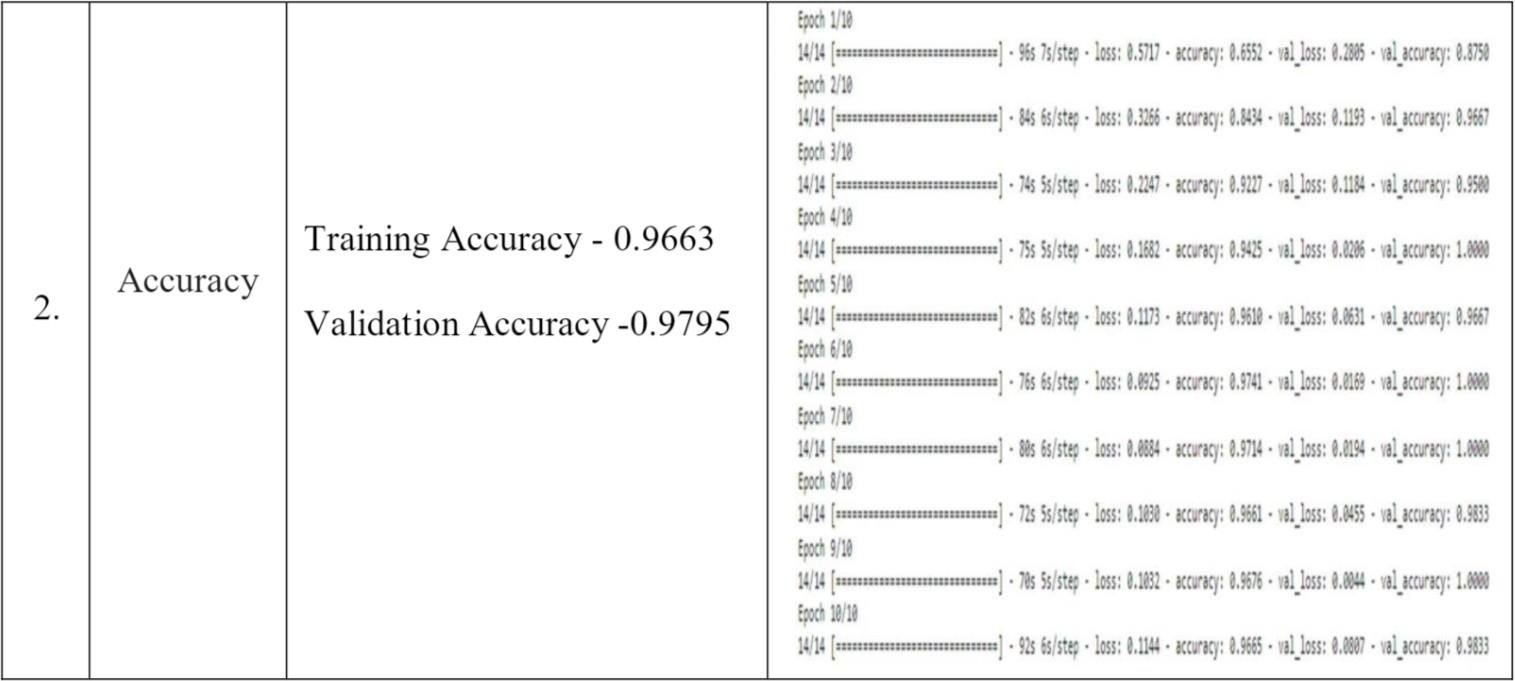 2.
Accuracy
Training Accuracy - 0.9663
Validation Accuracy -0.9795
Epoch 1/10
14/14 [==============================] - 96s 7s/step - loss: 0.5717 - accuracy: 0.6552 - val_loss: 0.2805 - val_accuracy: 0.8750
Epoch 2/10
14/14 [==============================] - 84s 6s/step - loss: 0.3266 - accuracy: 0.8434 - val_loss: 0.1193 - val_accuracy: 0.9667
Epoch 3/10
14/14 [==============================] - 74s 5s/step - loss: 0.2247 - accuracy: 0.9227 - val_loss: 0.1184 - val_accuracy: 0.9500
Epoch 4/10
14/14 [==============================] - 75s 5s/step - loss: 0.1682 - accuracy: 0.9425 - val_loss: 0.0206 - val_accuracy: 1.0000
Epoch 5/10
14/14 [==============================] - 82s 6s/step - loss: 0.1173 - accuracy: 0.9610 - val_loss: 0.0631 - val_accuracy: 0.9667
Epoch 6/10
14/14 [==============================] - 76s 6s/step - loss: 0.0925 - accuracy: 0.9741 - val_loss: 0.0169 - val_accuracy: 1.0000
Epoch 7/10
14/14 [==============================] - 80s 6s/step - loss: 0.0884 - accuracy: 0.9714 - val_loss: 0.0194 - val_accuracy: 1.0000
Epoch 8/10
14/14 [==============================] - 72s 5s/step - loss: 0.1030 - accuracy: 0.9661 - val_loss: 0.0455 - val_accuracy: 0.9833
Epoch 9/10
14/14 [==============================] - 70s 5s/step - loss: 0.1032 - accuracy: 0.9676 - val_loss: 0.0044 - val_accuracy: 1.0000
Epoch 10/10
14/14 [==============================] - 92s 6s/step - loss: 0.1144 - accuracy: 0.9665 - val_loss: 0.0807 - val_accuracy: 0.9833